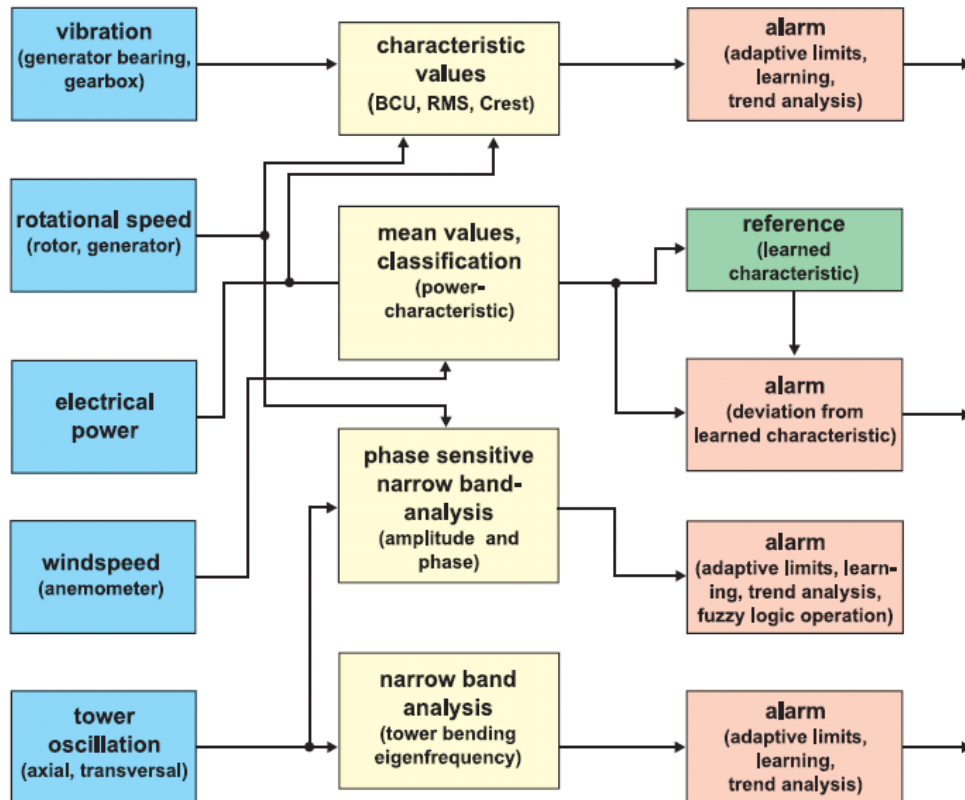 vibration
(generator bearing,
gearbox)
characteristic
values
(BCU, RMS, Crest)
alarm
(adaptive limits,
learning,
trend analysis)
rotational speed
(rotor, generator)
mean values,
classification
(power-
characteristic)
reference
(learned
characteristic)
electrical
power
alarm
(deviation from
learned characteristic)
phase sensitive
narrow band-
analysis
(amplitude and
phase)
windspeed
(anemometer)
alarm
(adaptive limits, learn-
ing, trend analysis,
fuzzy logic operation)
tower
oscillation
(axial, transversal)
narrow band
analysis
(tower bending
eigenfrequency)
alarm
(adaptive limits,
learning,
trend analysis)